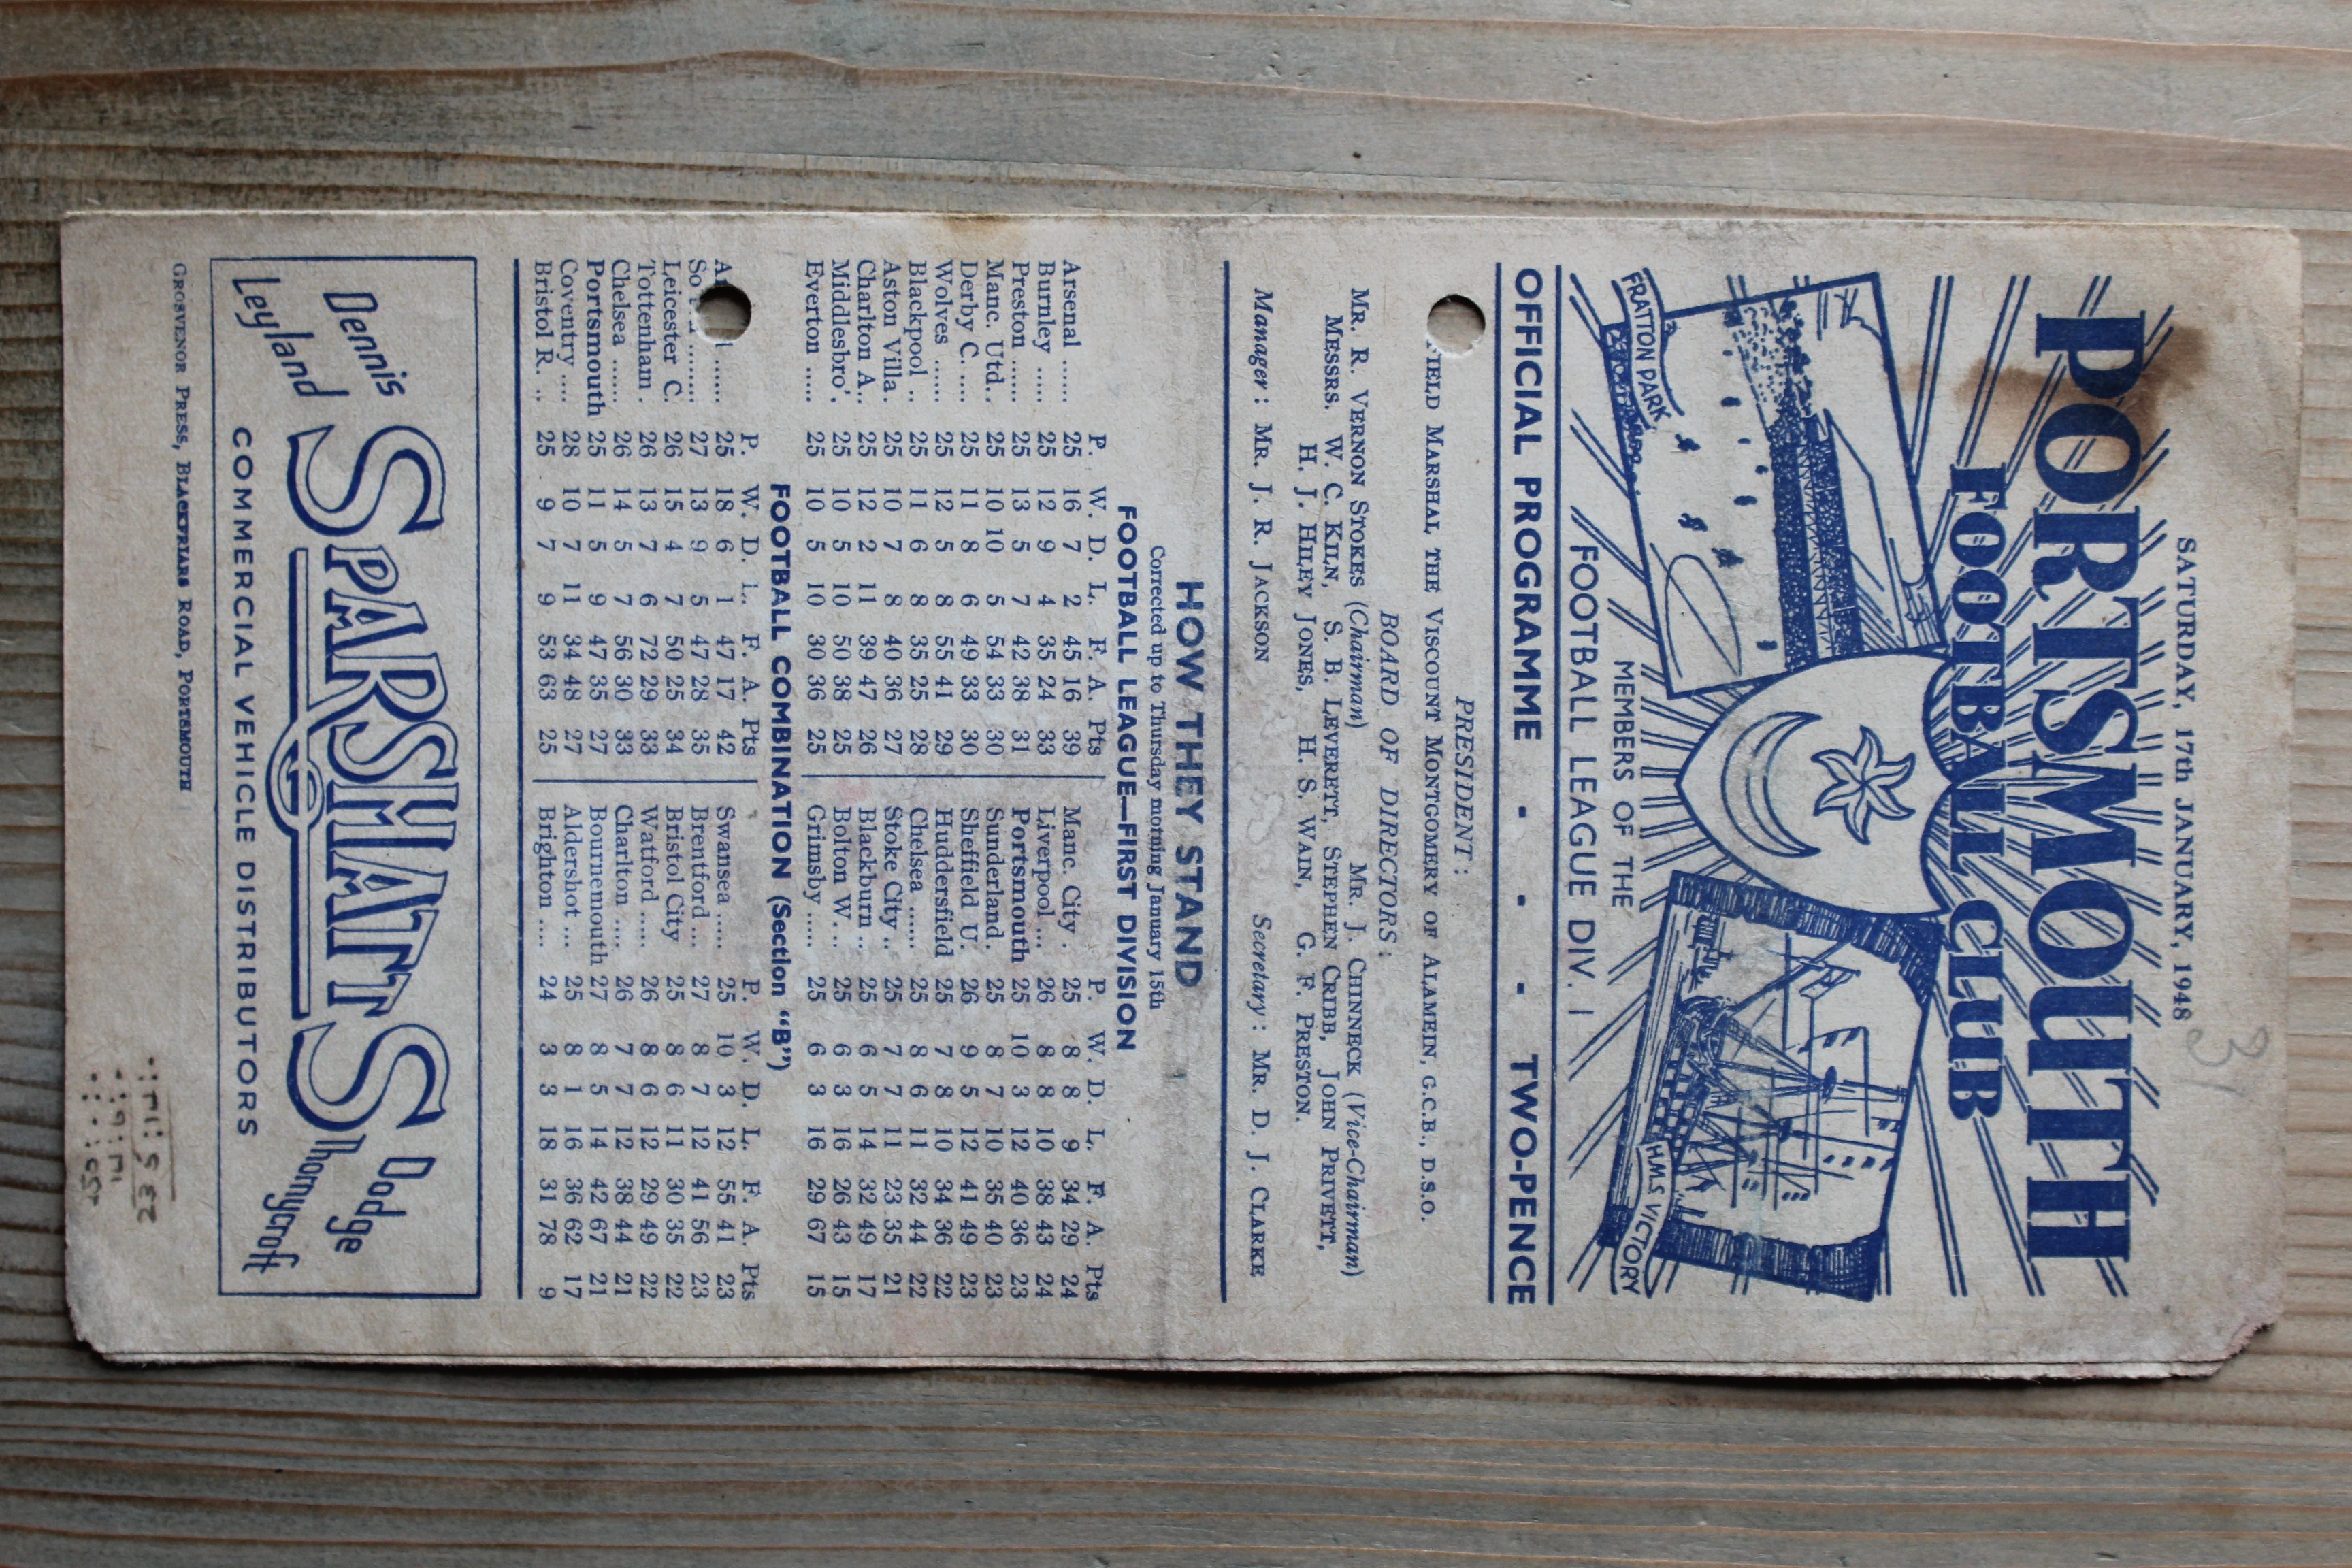 SATURDAY, 17th JANUARY, 1948
PORTSMOUTH
FOOTBALL CLUB
FRATTON PARK
H.M.S. VICTORY
MEMBERS OF THE
FOOTBALL LEAGUE DIV. 1
OFFICIAL PROGRAMME - - - TWO-PENCE
PRESIDENT:
FIELD MARSHAL THE VISCOUNT MONTGOMERY OF ALAMEIN, G.C.B., D.S.O.
BOARD OF DIRECTORS:
MR. R. VERNON STOKES (Chairman) MR. J. CHINNECK (Vice-Chairman)
MESSRS. W. C. KILN, S. B. LEVERETT, STEPHEN CRIBB, JOHN PRIVETT,
H. J. HILEY JONES, H. S. WAIN, G. F. PRESTON.
Manager: MR. J. R. JACKSON Secretary: MR. D. J. CLARKE
HOW THEY STAND
Corrected up to Thursday morning January 15th
FOOTBALL LEAGUE—FIRST DIVISION
P. W. D. L. F. A. Pts P. W. D. L. F. A. Pts
Arsenal ...... 25 16 7 2 45 16 39 Manc. City . 25 8 8 9 34 29 24
Burnley ..... 25 12 9 4 35 24 33 Liverpool ... 26 8 8 10 38 43 24
Preston ...... 25 13 5 7 42 38 31 Portsmouth 25 10 3 12 40 36 23
Manc. Utd.. 25 10 10 5 54 33 30 Sunderland. 25 8 7 10 35 40 23
Derby C..... 25 11 8 6 49 33 30 Sheffield U. 26 9 5 12 41 49 23
Wolves ...... 25 12 5 8 55 41 29 Huddersfield 25 7 8 10 34 36 22
Blackpool .. 25 11 6 8 35 25 28 Chelsea ...... 25 8 6 11 32 44 22
Aston Villa. 25 10 7 8 40 36 27 Stoke City .. 25 7 7 11 23 35 21
Charlton A.. 25 12 2 11 39 47 26 Blackburn .. 25 6 5 14 32 49 17
Middlesbro'. 25 10 5 10 50 38 25 Bolton W... 25 6 3 16 26 43 15
Everton ..... 25 10 5 10 30 36 25 Grimsby ..... 25 6 3 16 29 67 15
FOOTBALL COMBINATION (Section "B")
P. W. D. L. F. A. Pts P. W. D. L. F. A. Pts
A ...... 25 18 6 1 47 17 42 Swansea ..... 25 10 3 12 55 41 23
So ........ 27 13 9 5 47 28 35 Brentford ... 27 8 7 12 41 56 23
Leicester C. 26 15 4 7 50 25 34 Bristol City 25 8 6 11 30 35 22
Tottenham . 26 13 7 6 72 29 33 Watford ..... 26 8 6 12 29 49 22
Chelsea ...... 26 14 5 7 56 30 33 Charlton .... 26 7 7 12 38 44 21
Portsmouth 25 11 5 9 47 35 27 Bournemouth 27 8 5 14 42 67 21
Coventry .... 28 10 7 11 34 48 27 Aldershot ... 25 8 1 16 36 62 17
Bristol R. .. 25 9 7 9 53 63 25 Brighton .... 24 3 3 18 31 78 9
Dennis Dodge
Leyland SPARSHATTS Thornycroft
COMMERCIAL VEHICLE DISTRIBUTORS
GROSVENOR PRESS, BLACKFRIARS ROAD, PORTSMOUTH